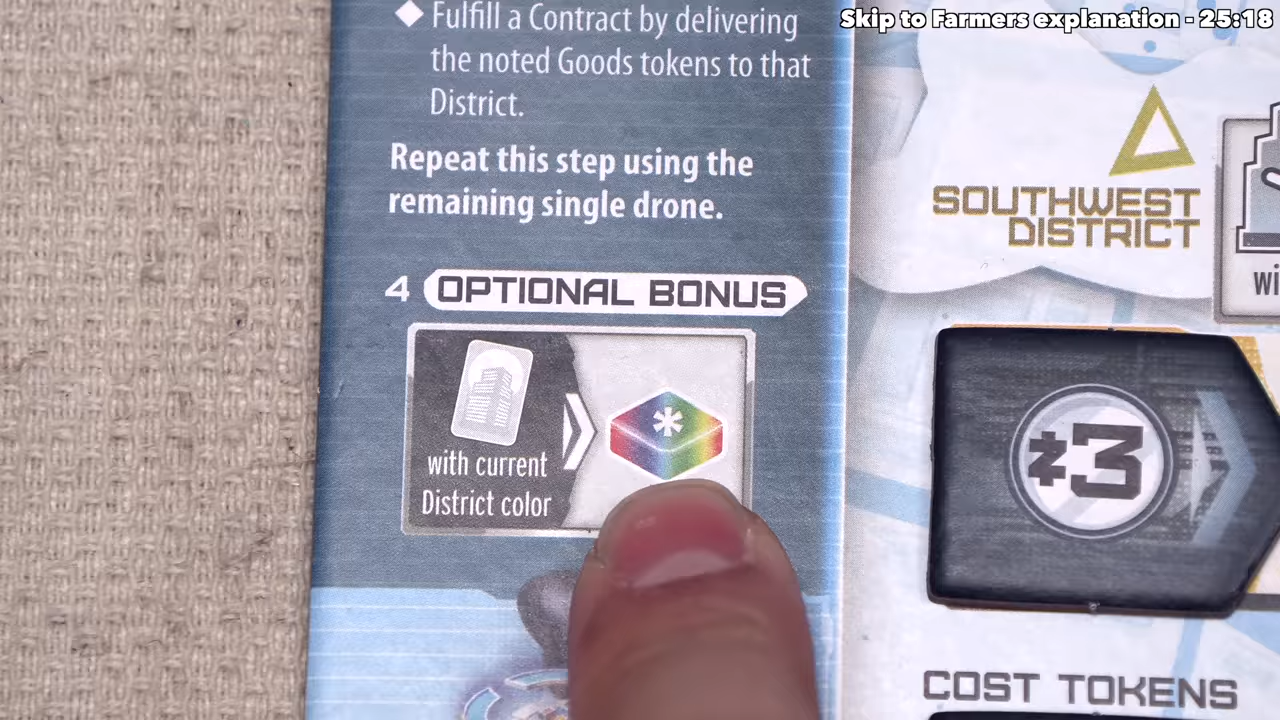 Skip to Farmers explanation - 25:18
Fulfill a Contract by delivering
the noted Goods tokens to that
District.
Repeat this step using the
remaining single drone.
4 OPTIONAL BONUS
with current
District color
*
SOUTHWEST
DISTRICT
3
COST TOKENS